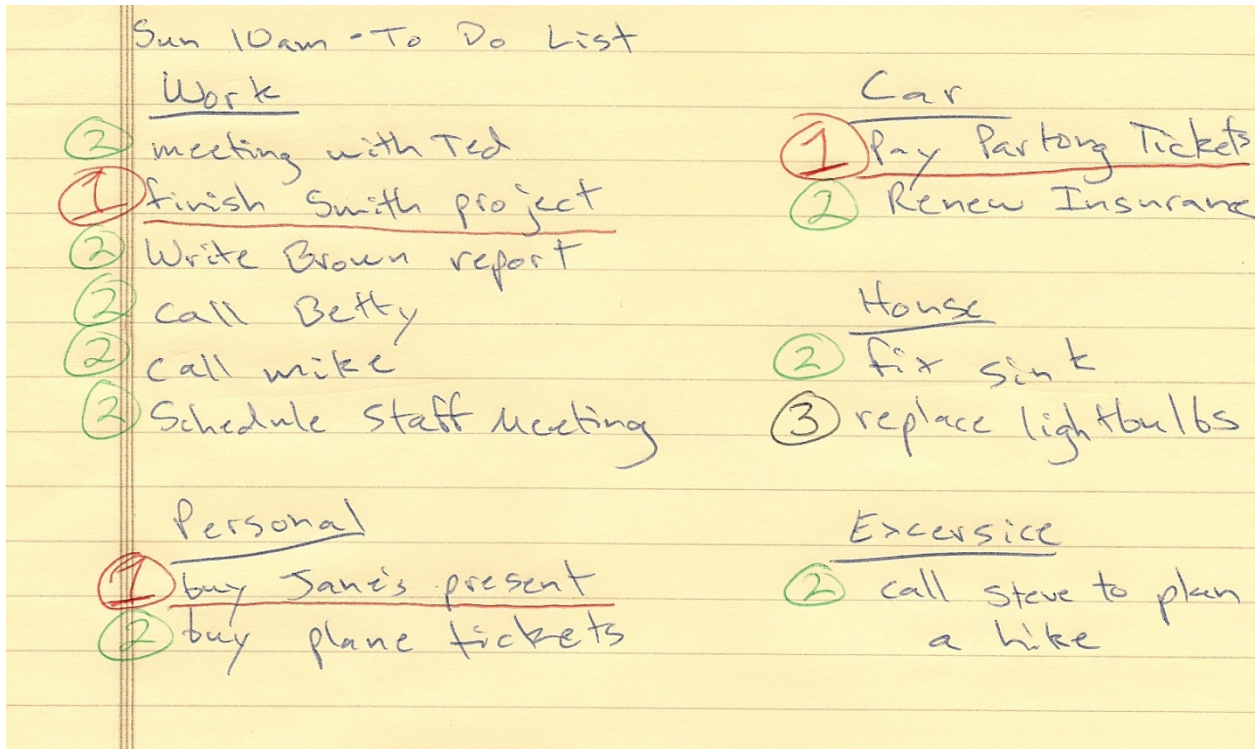 Sun 10am - To Do List
Work
2 meeting with Ted
1 finish Smith project
2 Write Brown report
2 call Betty
2 call mike
2 Schedule Staff Meeting
Personal
1 buy Jane's present
2 buy plane tickets
Car
1 Pay Partong Tickets
2 Renew Insurance
House
2 fix sink
3 replace lightbulbs
Excersice
2 call Steve to plan
a hike